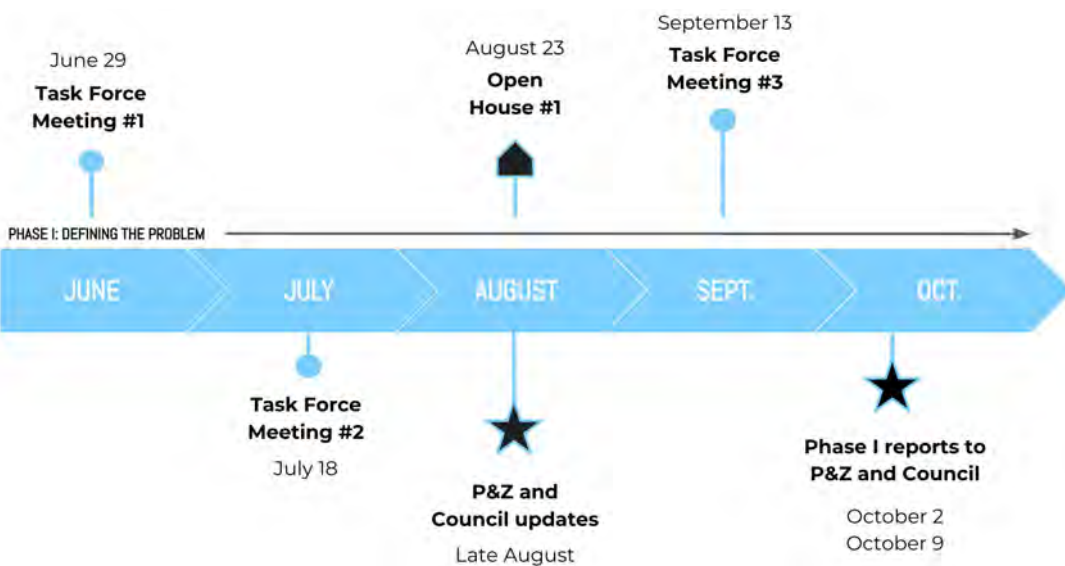 June 29
Task Force
Meeting #1
August 23
Open
House #1
September 13
Task Force
Meeting #3
PHASE I: DEFINING THE PROBLEM
JUNE
JULY
AUGUST
SEPT.
OCT.
Task Force
Meeting #2
July 18
P&Z and
Council updates
Late August
Phase I reports to
P&Z and Council
October 2
October 9